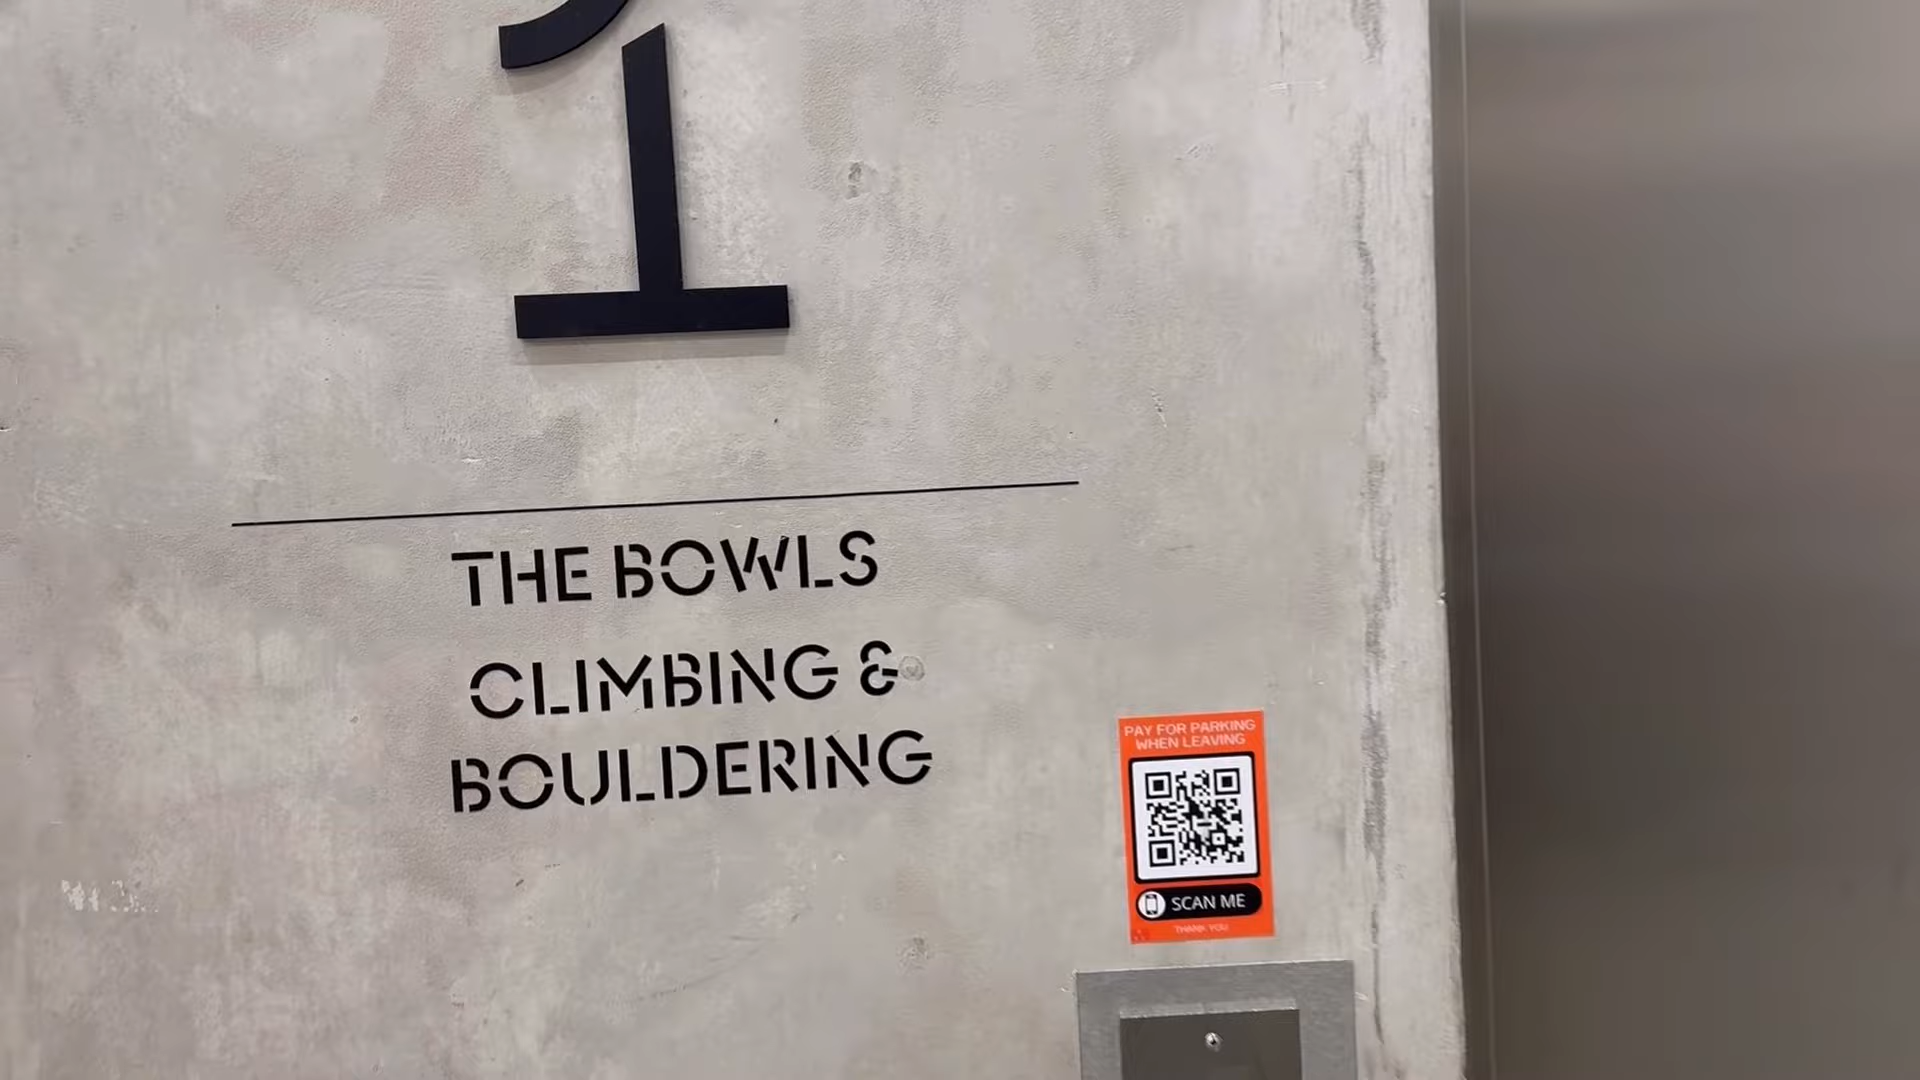 1
THE BOWLS
CLIMBING &
BOULDERING
PAY FOR PARKING
WHEN LEAVING
SCAN ME
THANK YOU